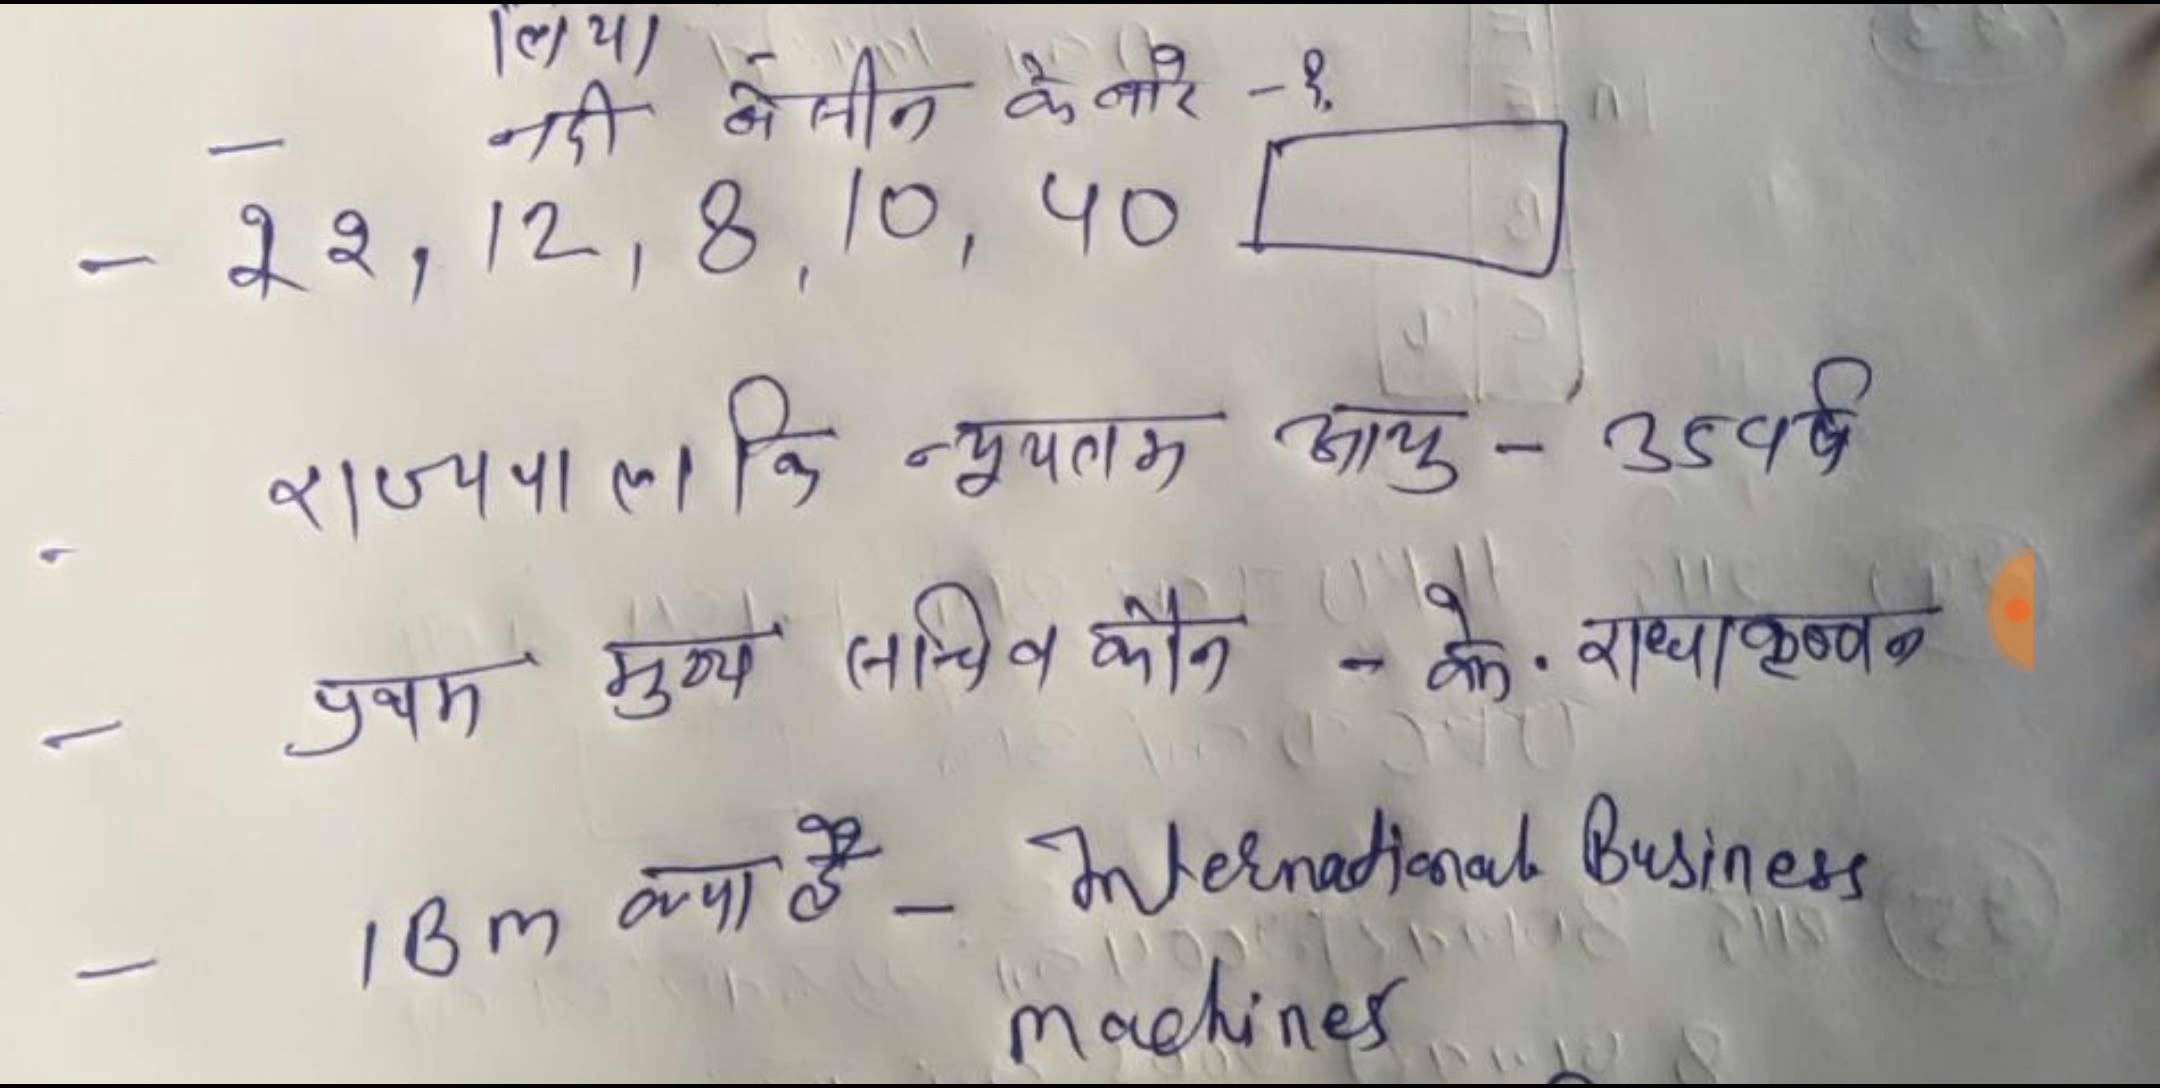 लिया
- नदी बेसीन के बारे - ?
- 22, 12, 8, 10, 40
राज्यपाल कि न्यूयतम आयु - 35 वर्ष
- प्रथम मुख्य सचिव कौन - के. राधाकृष्णन
- IBM क्या है - International Business
machines